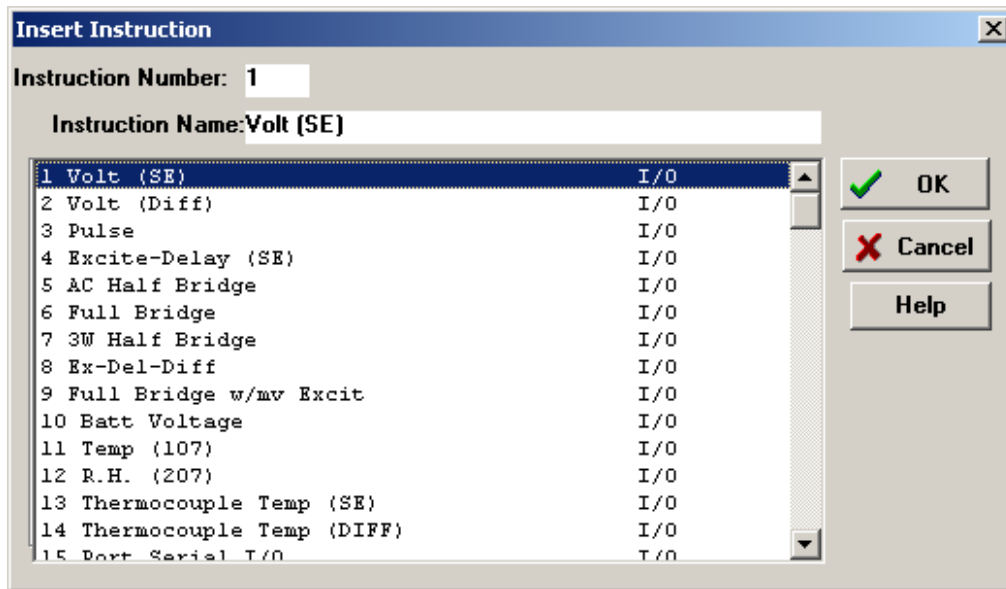 Insert Instruction
Instruction Number: 1
Instruction Name: Volt (SE)
1 Volt (SE) I/O
2 Volt (Diff) I/O
3 Pulse I/O
4 Excite-Delay (SE) I/O
5 AC Half Bridge I/O
6 Full Bridge I/O
7 3W Half Bridge I/O
8 Ex-Del-Diff I/O
9 Full Bridge w/mv Excit I/O
10 Batt Voltage I/O
11 Temp (107) I/O
12 R.H. (207) I/O
13 Thermocouple Temp (SE) I/O
14 Thermocouple Temp (DIFF) I/O
15 Port Serial I/O I/O
OK
Cancel
Help